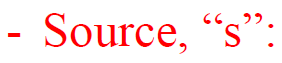 - Source, “s”: